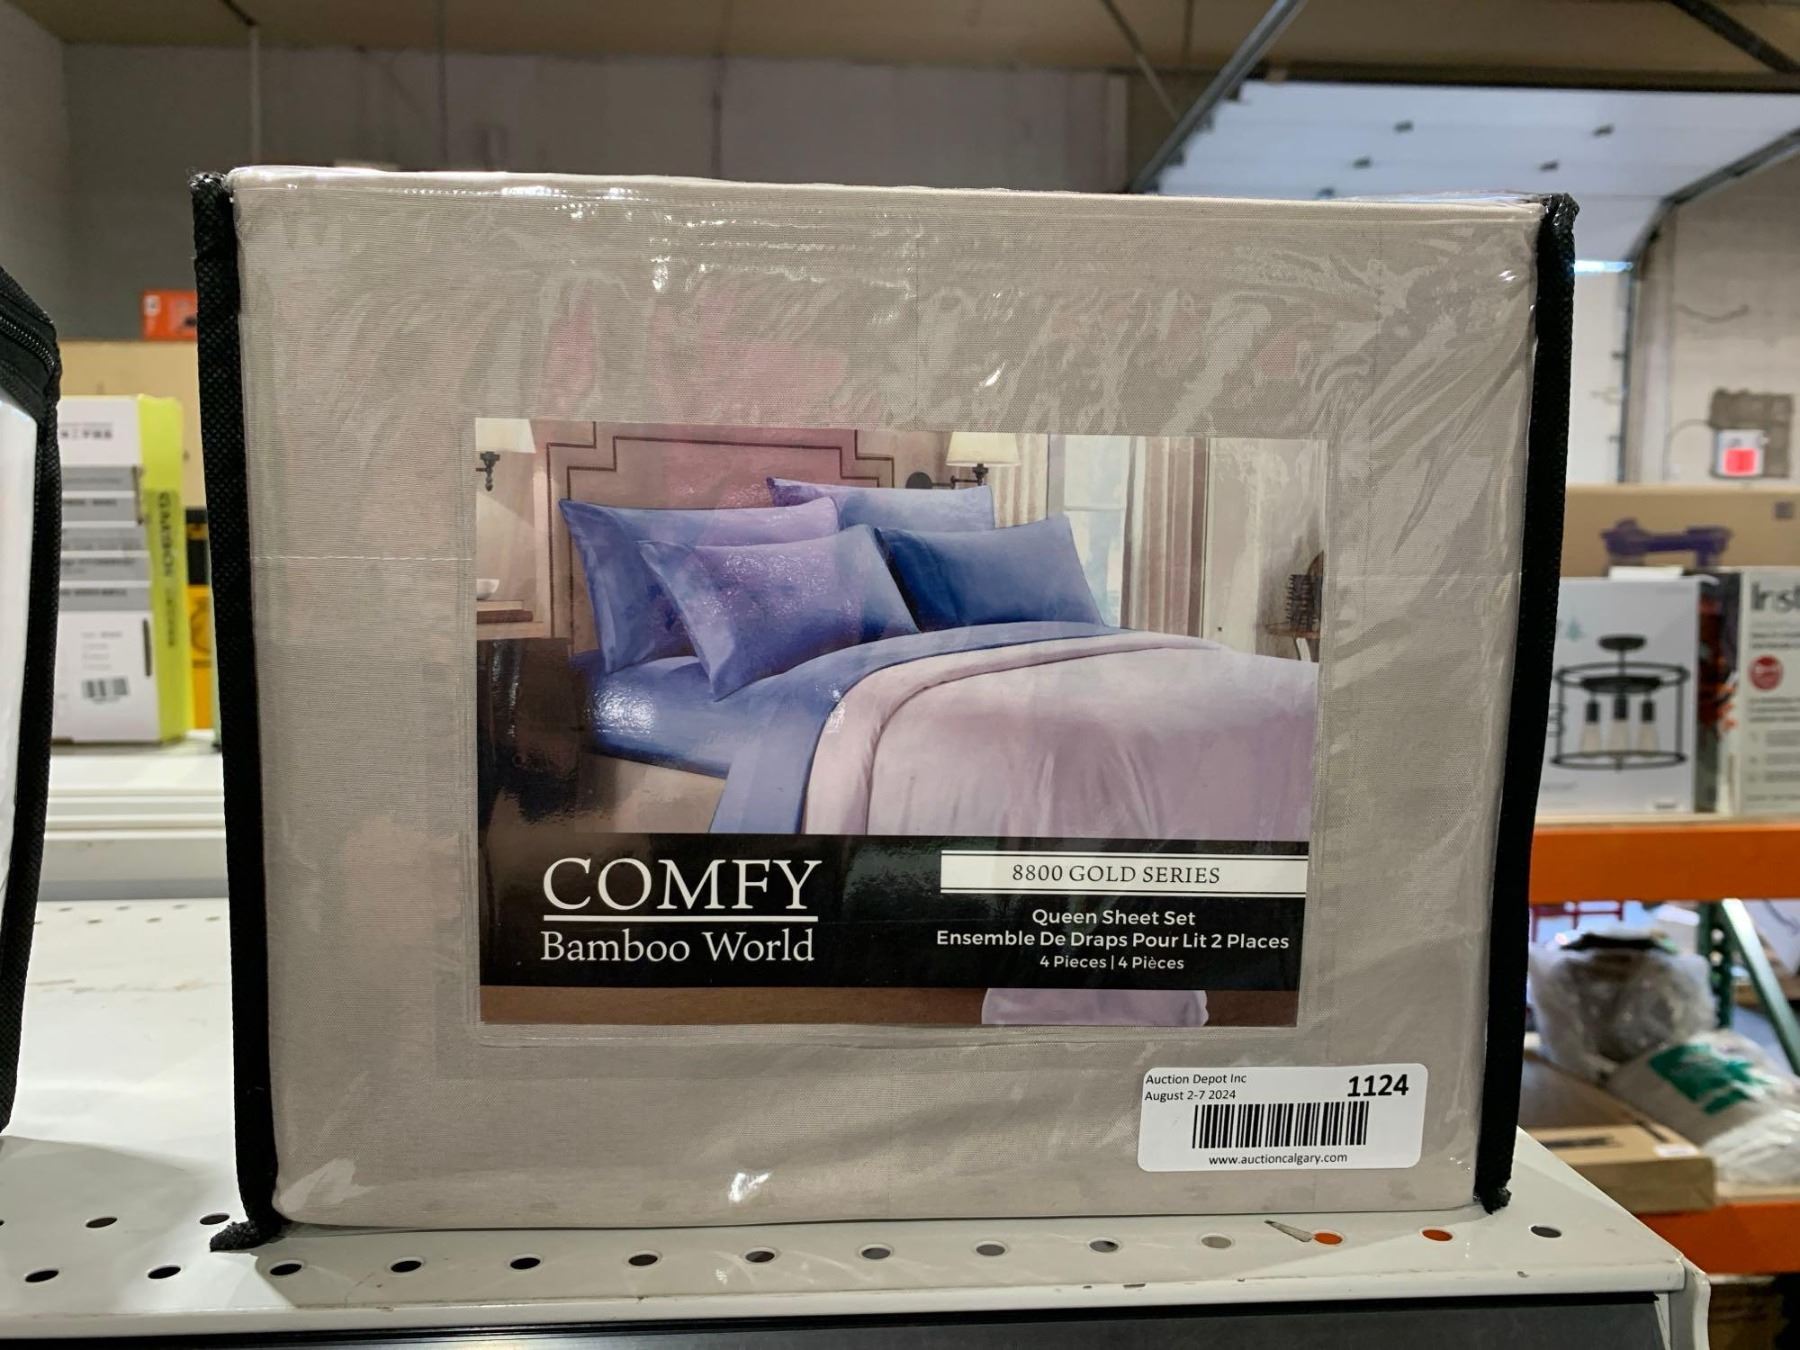 COMFY
Bamboo World
8800 GOLD SERIES
Queen Sheet Set
Ensemble De Draps Pour Lit 2 Places
4 Pieces | 4 Pièces
Auction Depot Inc
August 2-7 2024
1124
www.auctioncalgary.com
Inst